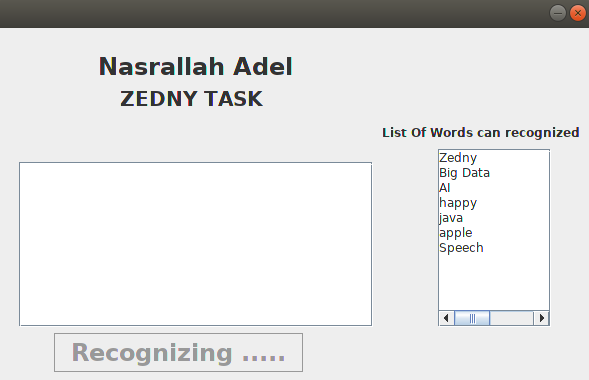 Nasrallah Adel
ZEDNY TASK
List Of Words can recognized
Zedny
Big Data
AI
happy
java
apple
Speech
Recognizing .....